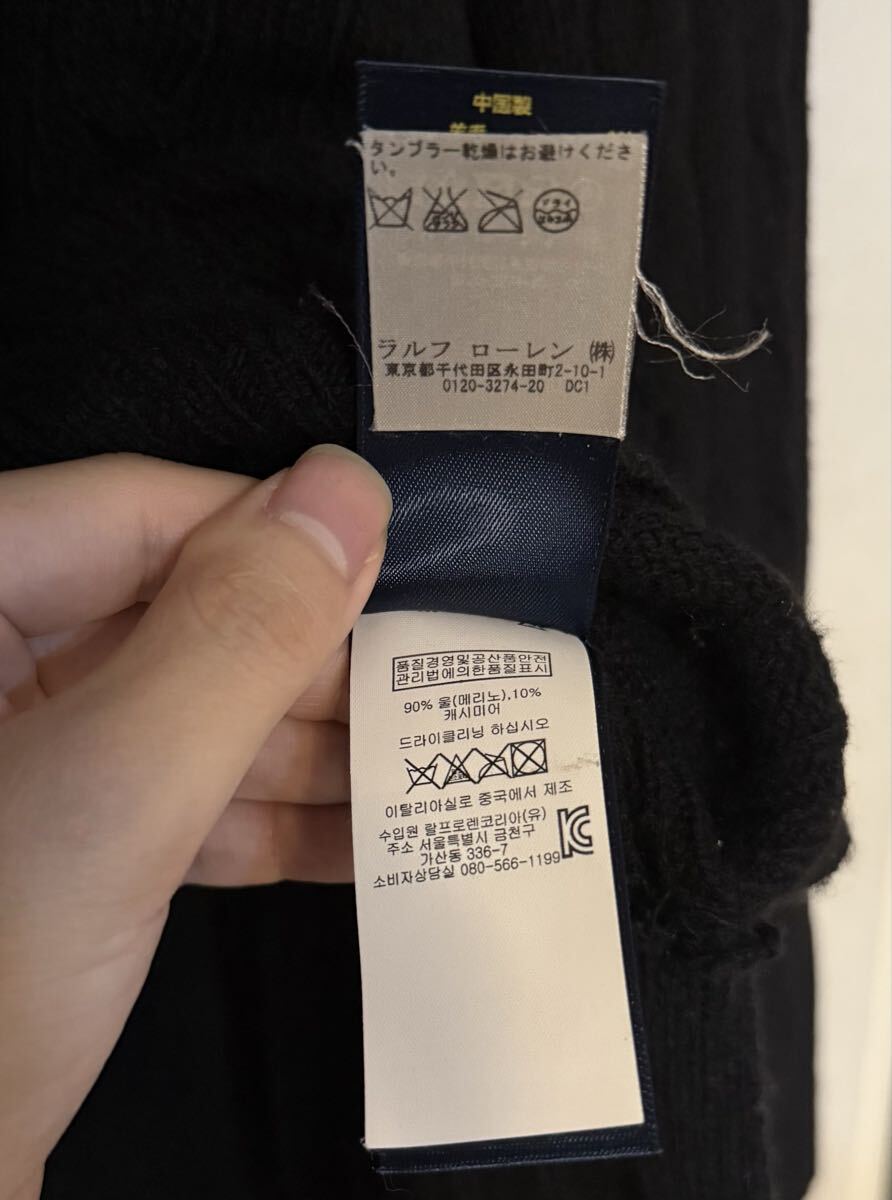 中国製
タンブラー乾燥はお避けくださ
い。
ドライ
ラルフ ローレン ㈱
東京都千代田区永田町2-10-1
0120-3274-20 DC1
품질경영및공산품안전
관리법에의한품질표시
90% 울(메리노),10%
캐시미어
드라이클리닝 하십시오
이탈리아실로 중국에서 제조
수입원 랄프로렌코리아(유)
주소 서울특별시 금천구
가산동 336-7
소비자상담실 080-566-1199